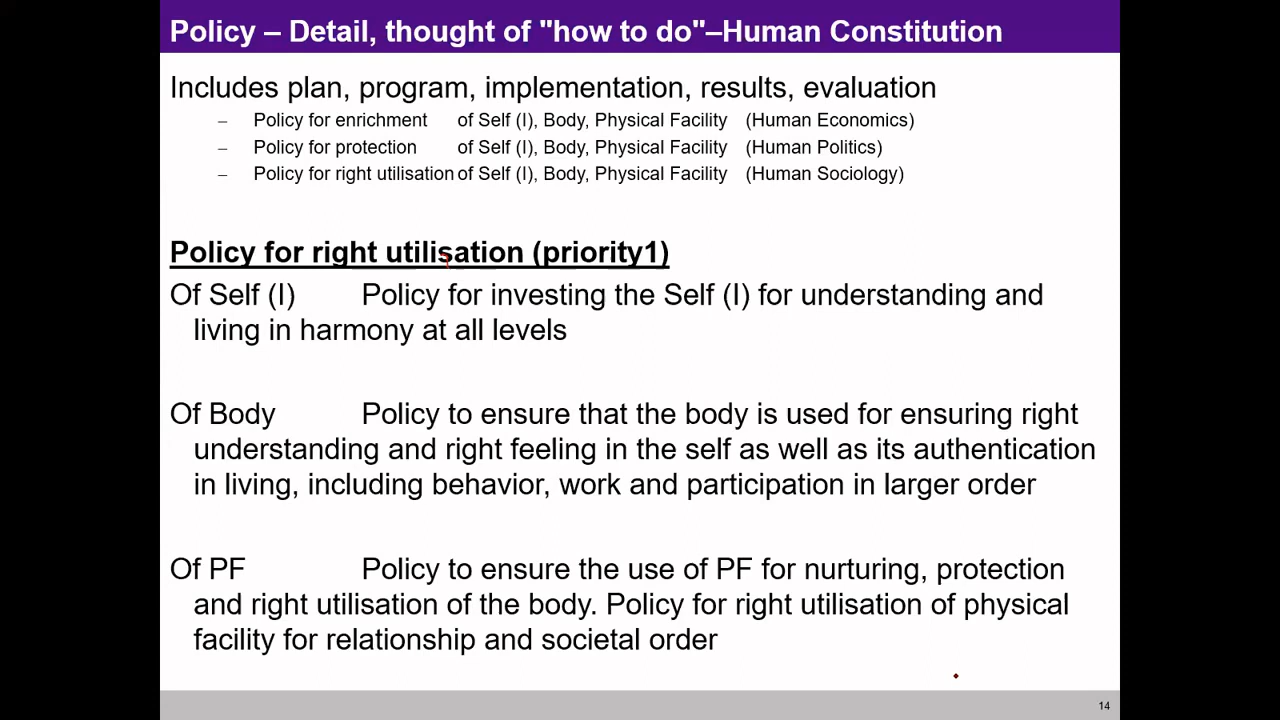 Policy – Detail, thought of "how to do"–Human Constitution
Includes plan, program, implementation, results, evaluation
– Policy for enrichment of Self (I), Body, Physical Facility (Human Economics)
– Policy for protection of Self (I), Body, Physical Facility (Human Politics)
– Policy for right utilisation of Self (I), Body, Physical Facility (Human Sociology)
Policy for right utilisation (priority1)
Of Self (I) Policy for investing the Self (I) for understanding and
living in harmony at all levels
Of Body Policy to ensure that the body is used for ensuring right
understanding and right feeling in the self as well as its authentication
in living, including behavior, work and participation in larger order
Of PF Policy to ensure the use of PF for nurturing, protection
and right utilisation of the body. Policy for right utilisation of physical
facility for relationship and societal order
14